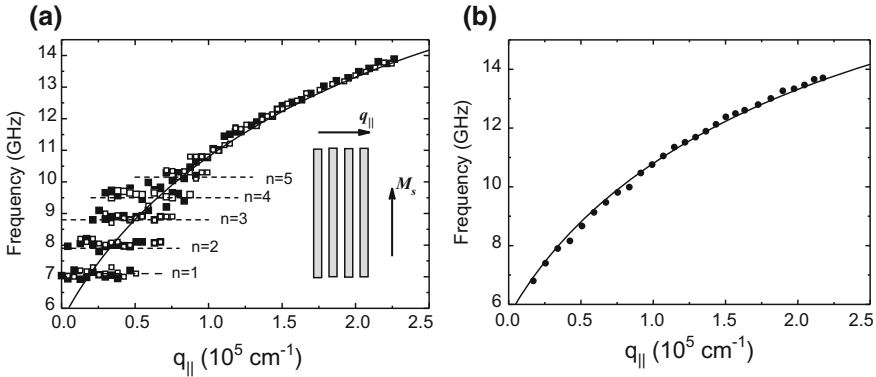 (a)
14
13
12
11
10
9
8
7
6
Frequency (GHz)
0.0 0.5 1.0 1.5 2.0 2.5
q|| (10⁵ cm⁻¹)
n=5
n=4
n=3
n=2
n=1
q||
Mₛ
(b)
14
12
10
8
6
Frequency (GHz)
0.0 0.5 1.0 1.5 2.0 2.5
q|| (10⁵ cm⁻¹)